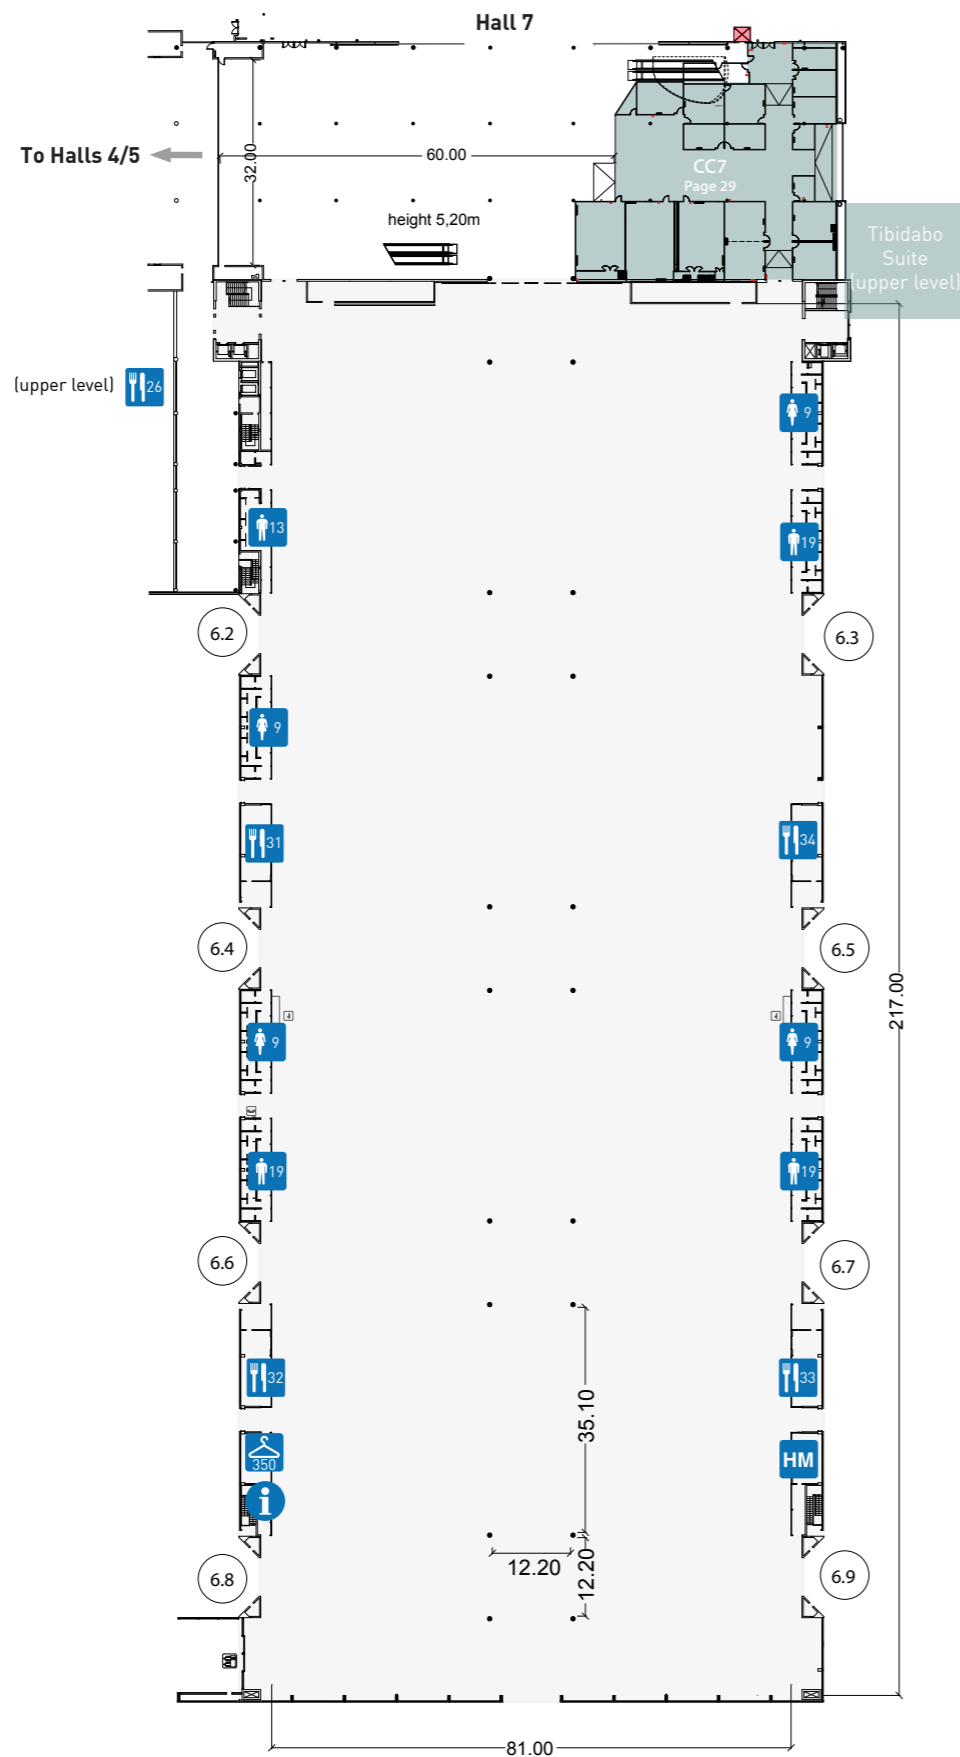 Hall 7
To Halls 4/5
32.00
60.00
CC7
Page 29
height 5,20m
Tibidabo
Suite
(upper level)
(upper level)
26
9
13
19
6.2
6.3
9
31
34
6.4
6.5
217.00
4
4
9
9
19
19
6.6
6.7
32
33
35.10
350
HM
i
12.20
12.20
6.8
6.9
81.00